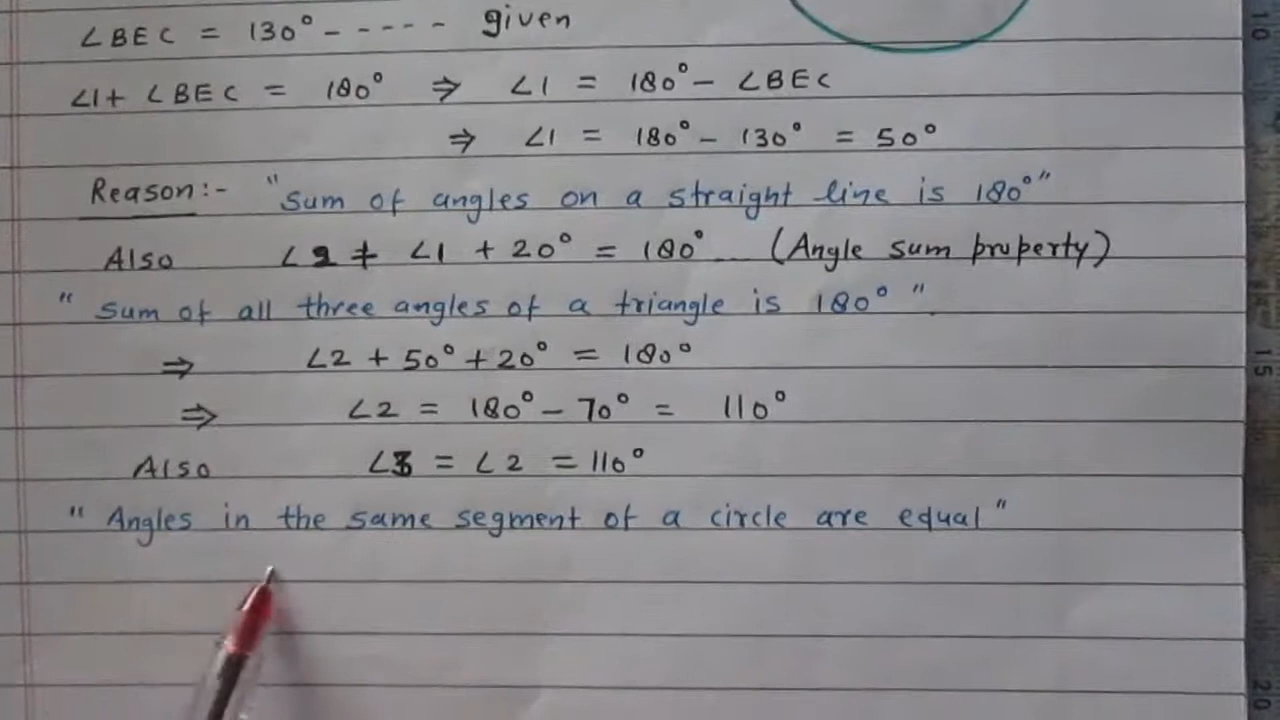 ∠BEC = 130° ----- given
∠1 + ∠BEC = 180° ⇒ ∠1 = 180° - ∠BEC
⇒ ∠1 = 180° - 130° = 50°
Reason:- "Sum of angles on a straight line is 180°"
Also ∠2 + ∠1 + 20° = 180° (Angle sum property)
"Sum of all three angles of a triangle is 180°".
⇒ ∠2 + 50° + 20° = 180°
⇒ ∠2 = 180° - 70° = 110°
Also ∠3 = ∠2 = 110°
"Angles in the same segment of a circle are equal"
10
15
20